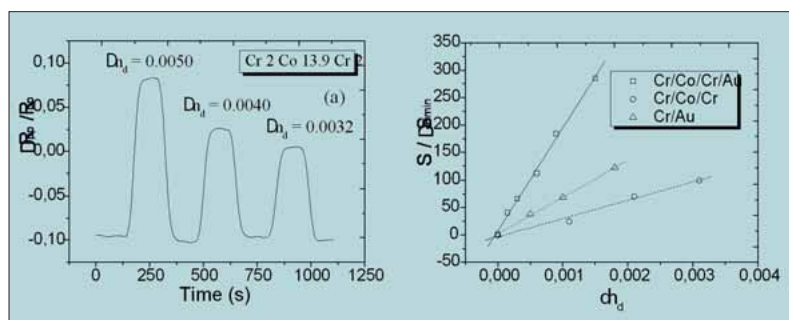 0,10
0,05
0,00
-0,05
-0,10
Dn_d = 0.0050
Dn_d = 0.0040
Dn_d = 0.0032
Cr 2 Co 13.9 Cr 2
(a)
0 250 500 750 1000 1250
Time (s)
350
300
250
200
150
100
50
0
-50
Cr/Co/Cr/Au
Cr/Co/Cr
Cr/Au
0,000 0,001 0,002 0,003 0,004